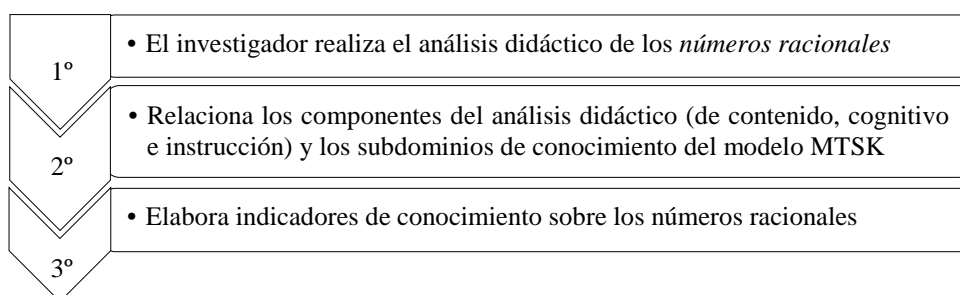 1º
• El investigador realiza el análisis didáctico de los números racionales
2º
• Relaciona los componentes del análisis didáctico (de contenido, cognitivo
e instrucción) y los subdominios de conocimiento del modelo MTSK
3º
• Elabora indicadores de conocimiento sobre los números racionales